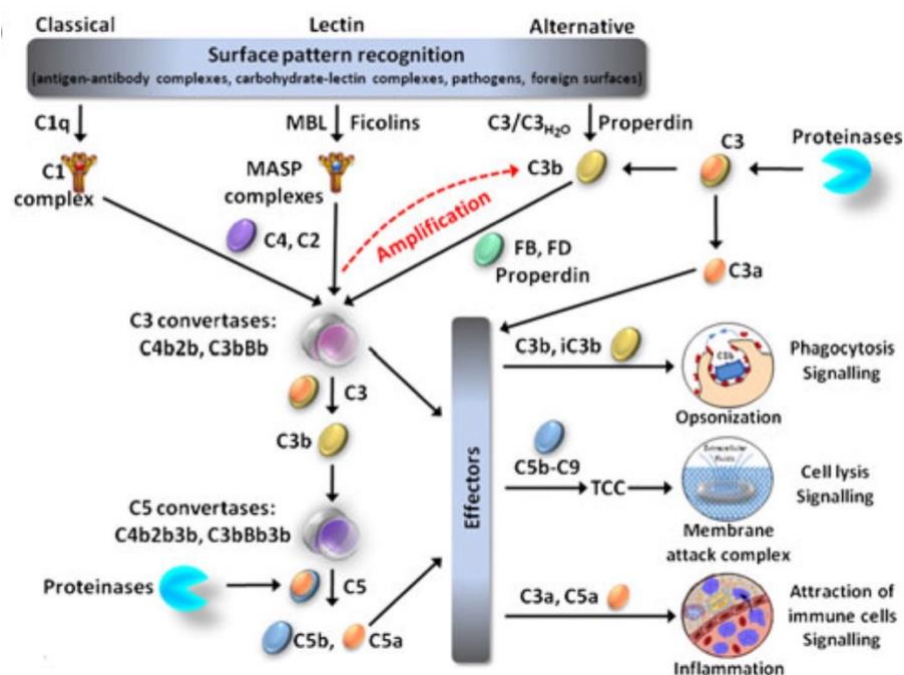 Classical Lectin Alternative
Surface pattern recognition
(antigen-antibody complexes, carbohydrate-lectin complexes, pathogens, foreign surfaces)
C1q
MBL Ficolins
C3/C3H₂O Properdin
C1
complex
MASP
complexes
C3b
C3
Proteinases
Amplification
C4, C2
FB, FD
Properdin
C3a
C3 convertases:
C4b2b, C3bBb
C3
C3b
C5 convertases:
C4b2b3b, C3bBb3b
Proteinases
C5
C5b, C5a
Effectors
C3b, iC3b
C3b
Opsonization
Phagocytosis
Signalling
C5b-C9
TCC
Extracellular
Fluids
Membrane
attack complex
Cell lysis
Signalling
C3a, C5a
Inflammation
Attraction of
immune cells
Signalling